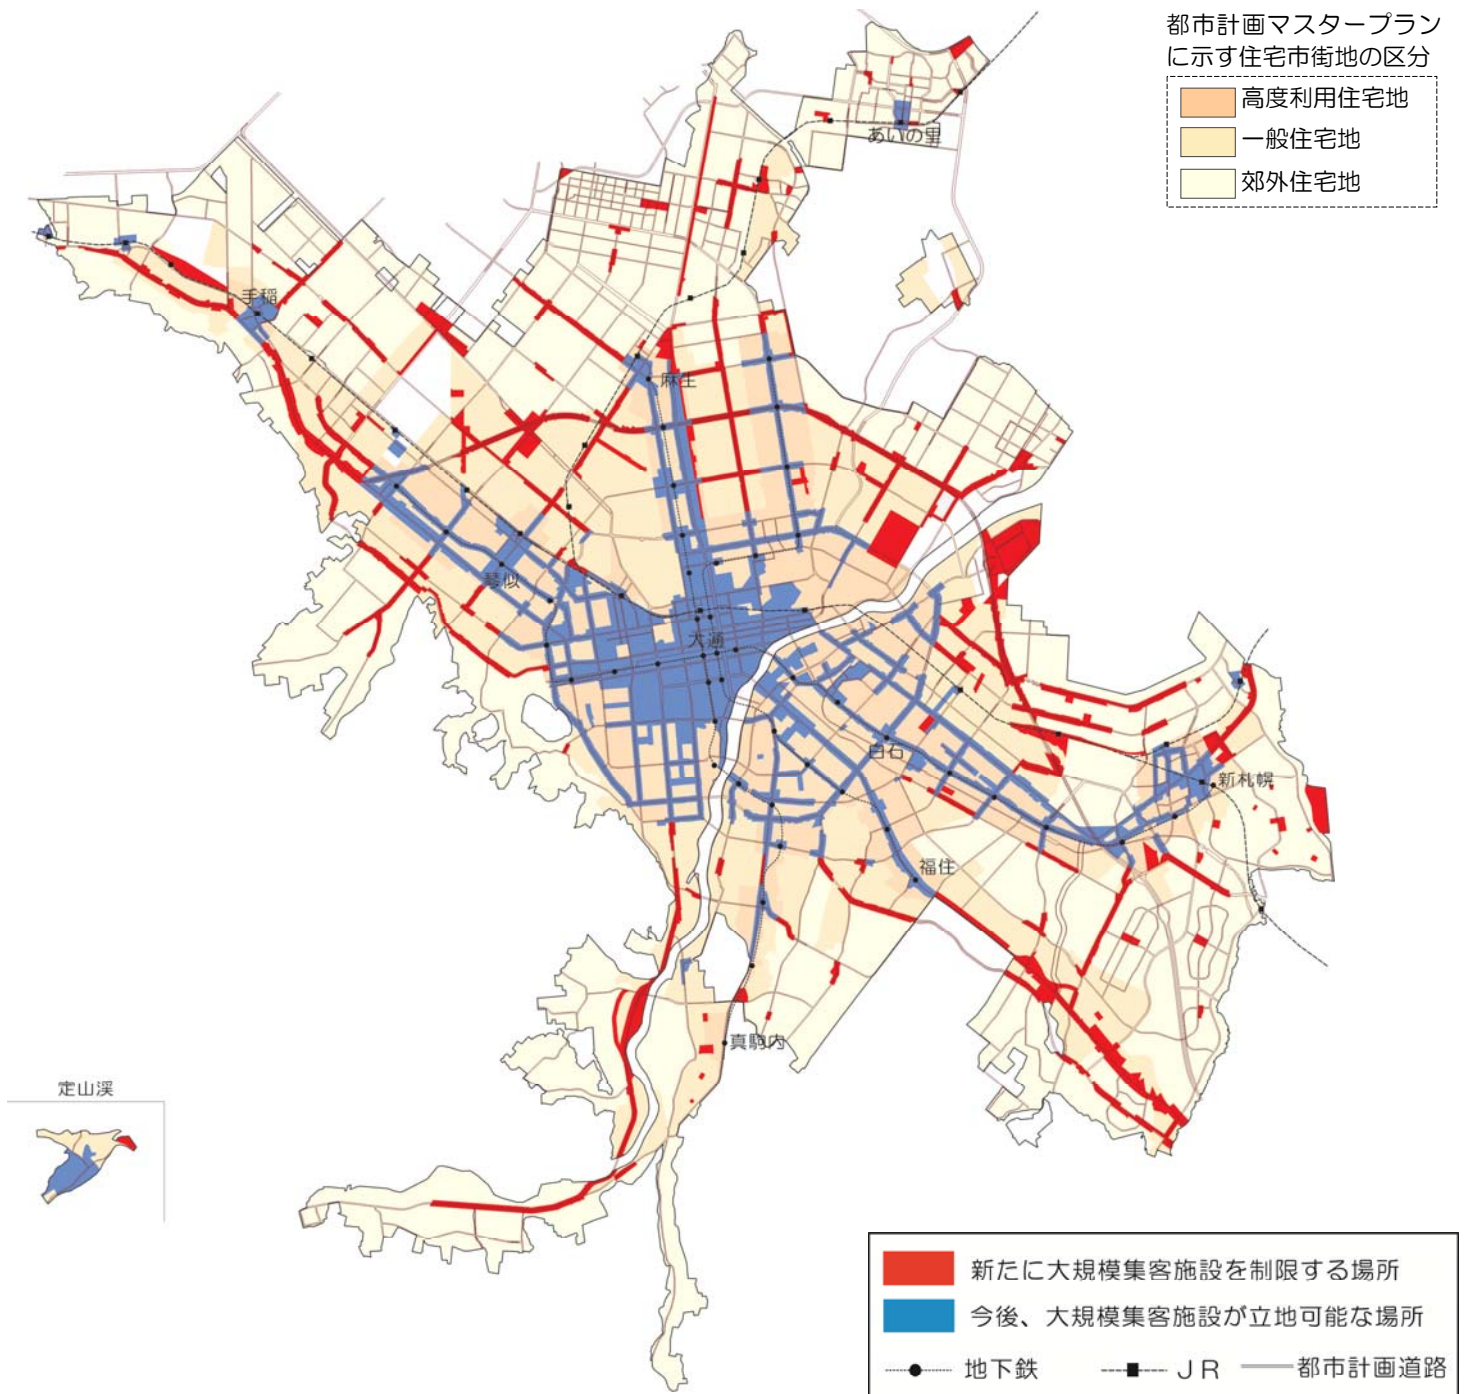 都市計画マスタープラン
に示す住宅市街地の区分
高度利用住宅地
一般住宅地
郊外住宅地
あいの里
手稲
麻生
琴似
大通
白石
新札幌
福住
真駒内
定山渓
新たに大規模集客施設を制限する場所
今後、大規模集客施設が立地可能な場所
地下鉄 JR 都市計画道路